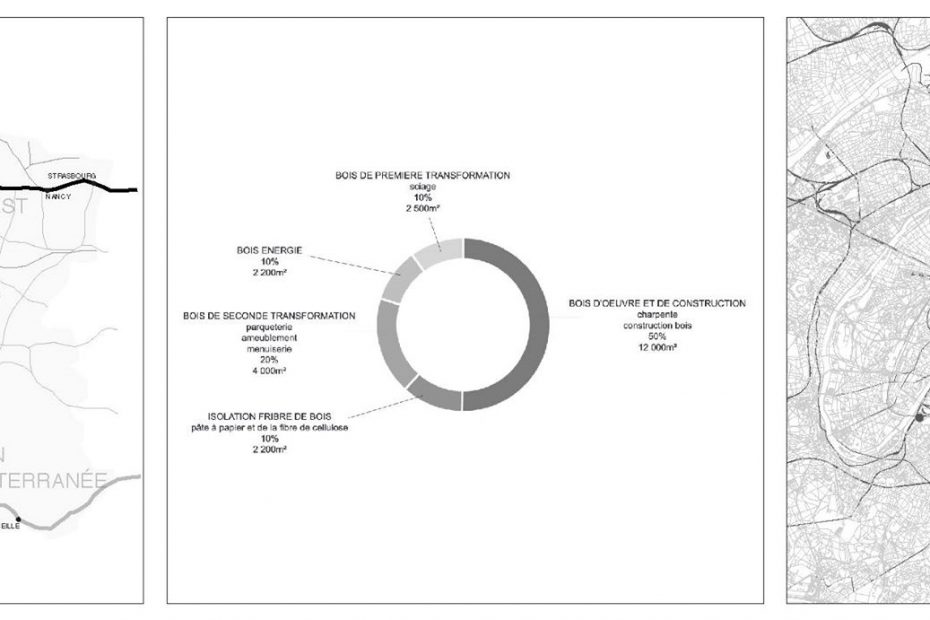 STRASBOURG
NANCY
EST
N
TERRANÉE
EILLE
BOIS DE PREMIERE TRANSFORMATION
sciage
10%
2 500m²
BOIS ENERGIE
10%
2 200m²
BOIS DE SECONDE TRANSFORMATION
parqueterie
ameublement
menuiserie
20%
4 000m²
ISOLATION FRIBRE DE BOIS
pâte à papier et de la fibre de cellulose
10%
2 200m²
BOIS D'OEUVRE ET DE CONSTRUCTION
charpente
construction bois
50%
12 000m²